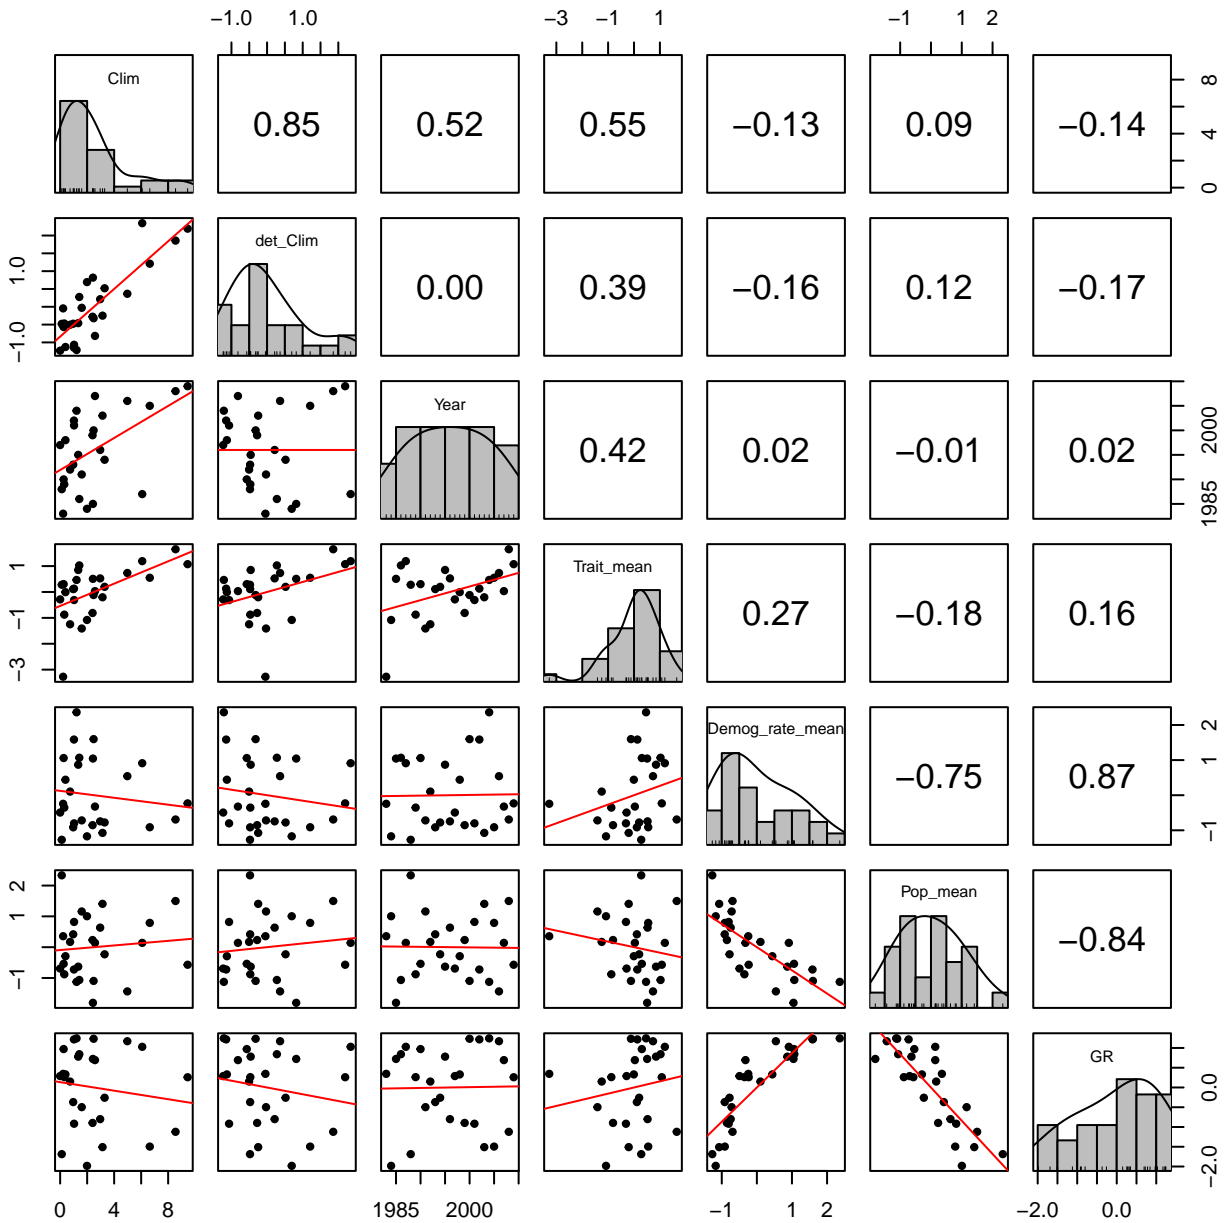 −1.0 1.0 −3 −1 1 −1 1 2
Clim 0.85 0.52 0.55 −0.13 0.09 −0.14 0 4 8
−1.0 1.0 det_Clim 0.00 0.39 −0.16 0.12 −0.17
Year 0.42 0.02 −0.01 0.02 1985 2000
−3 −1 1 Trait_mean 0.27 −0.18 0.16
Demog_rate_mean −0.75 0.87 −1 1 2
−1 1 2 Pop_mean −0.84
GR −2.0 0.0
0 4 8 1985 2000 −1 1 2 −2.0 0.0